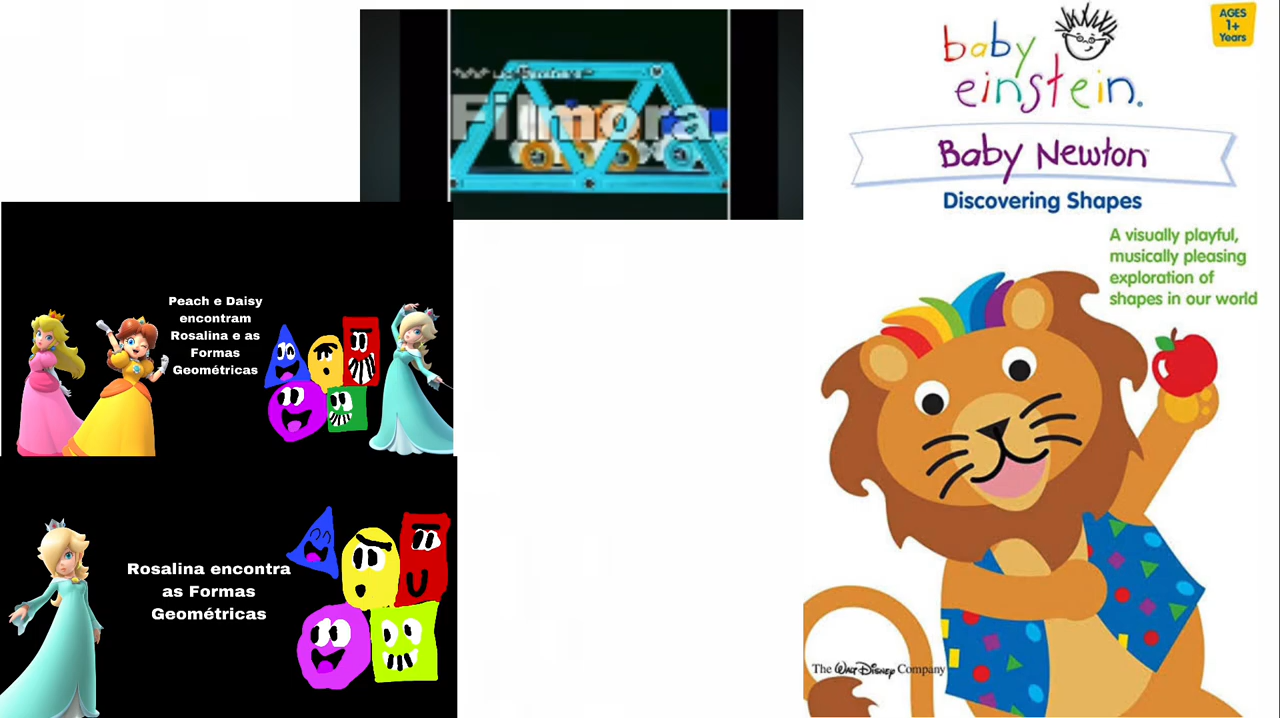 Filmora
Peach e Daisy
encontram
Rosalina e as
Formas
Geométricas
Rosalina encontra
as Formas
Geométricas
AGES
1+
Years
baby
einstein.
Baby Newton™
Discovering Shapes
A visually playful,
musically pleasing
exploration of
shapes in our world
The Walt Disney Company